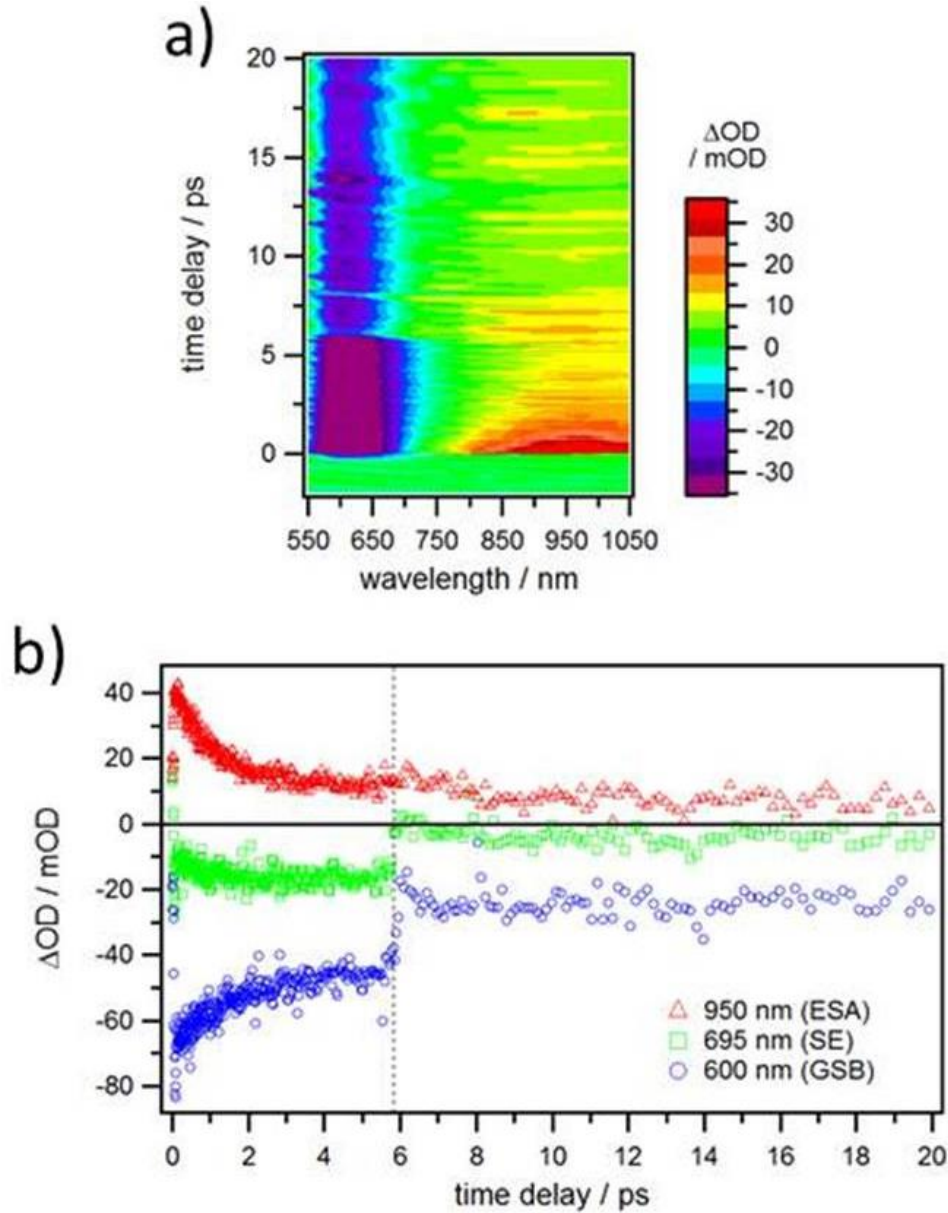 a)
20
15
10
5
0
time delay / ps
550 650 750 850 950 1050
wavelength / nm
ΔOD
/ mOD
30
20
10
0
-10
-20
-30
b)
40
20
0
-20
-40
-60
-80
ΔOD / mOD
950 nm (ESA)
695 nm (SE)
600 nm (GSB)
0 2 4 6 8 10 12 14 16 18 20
time delay / ps